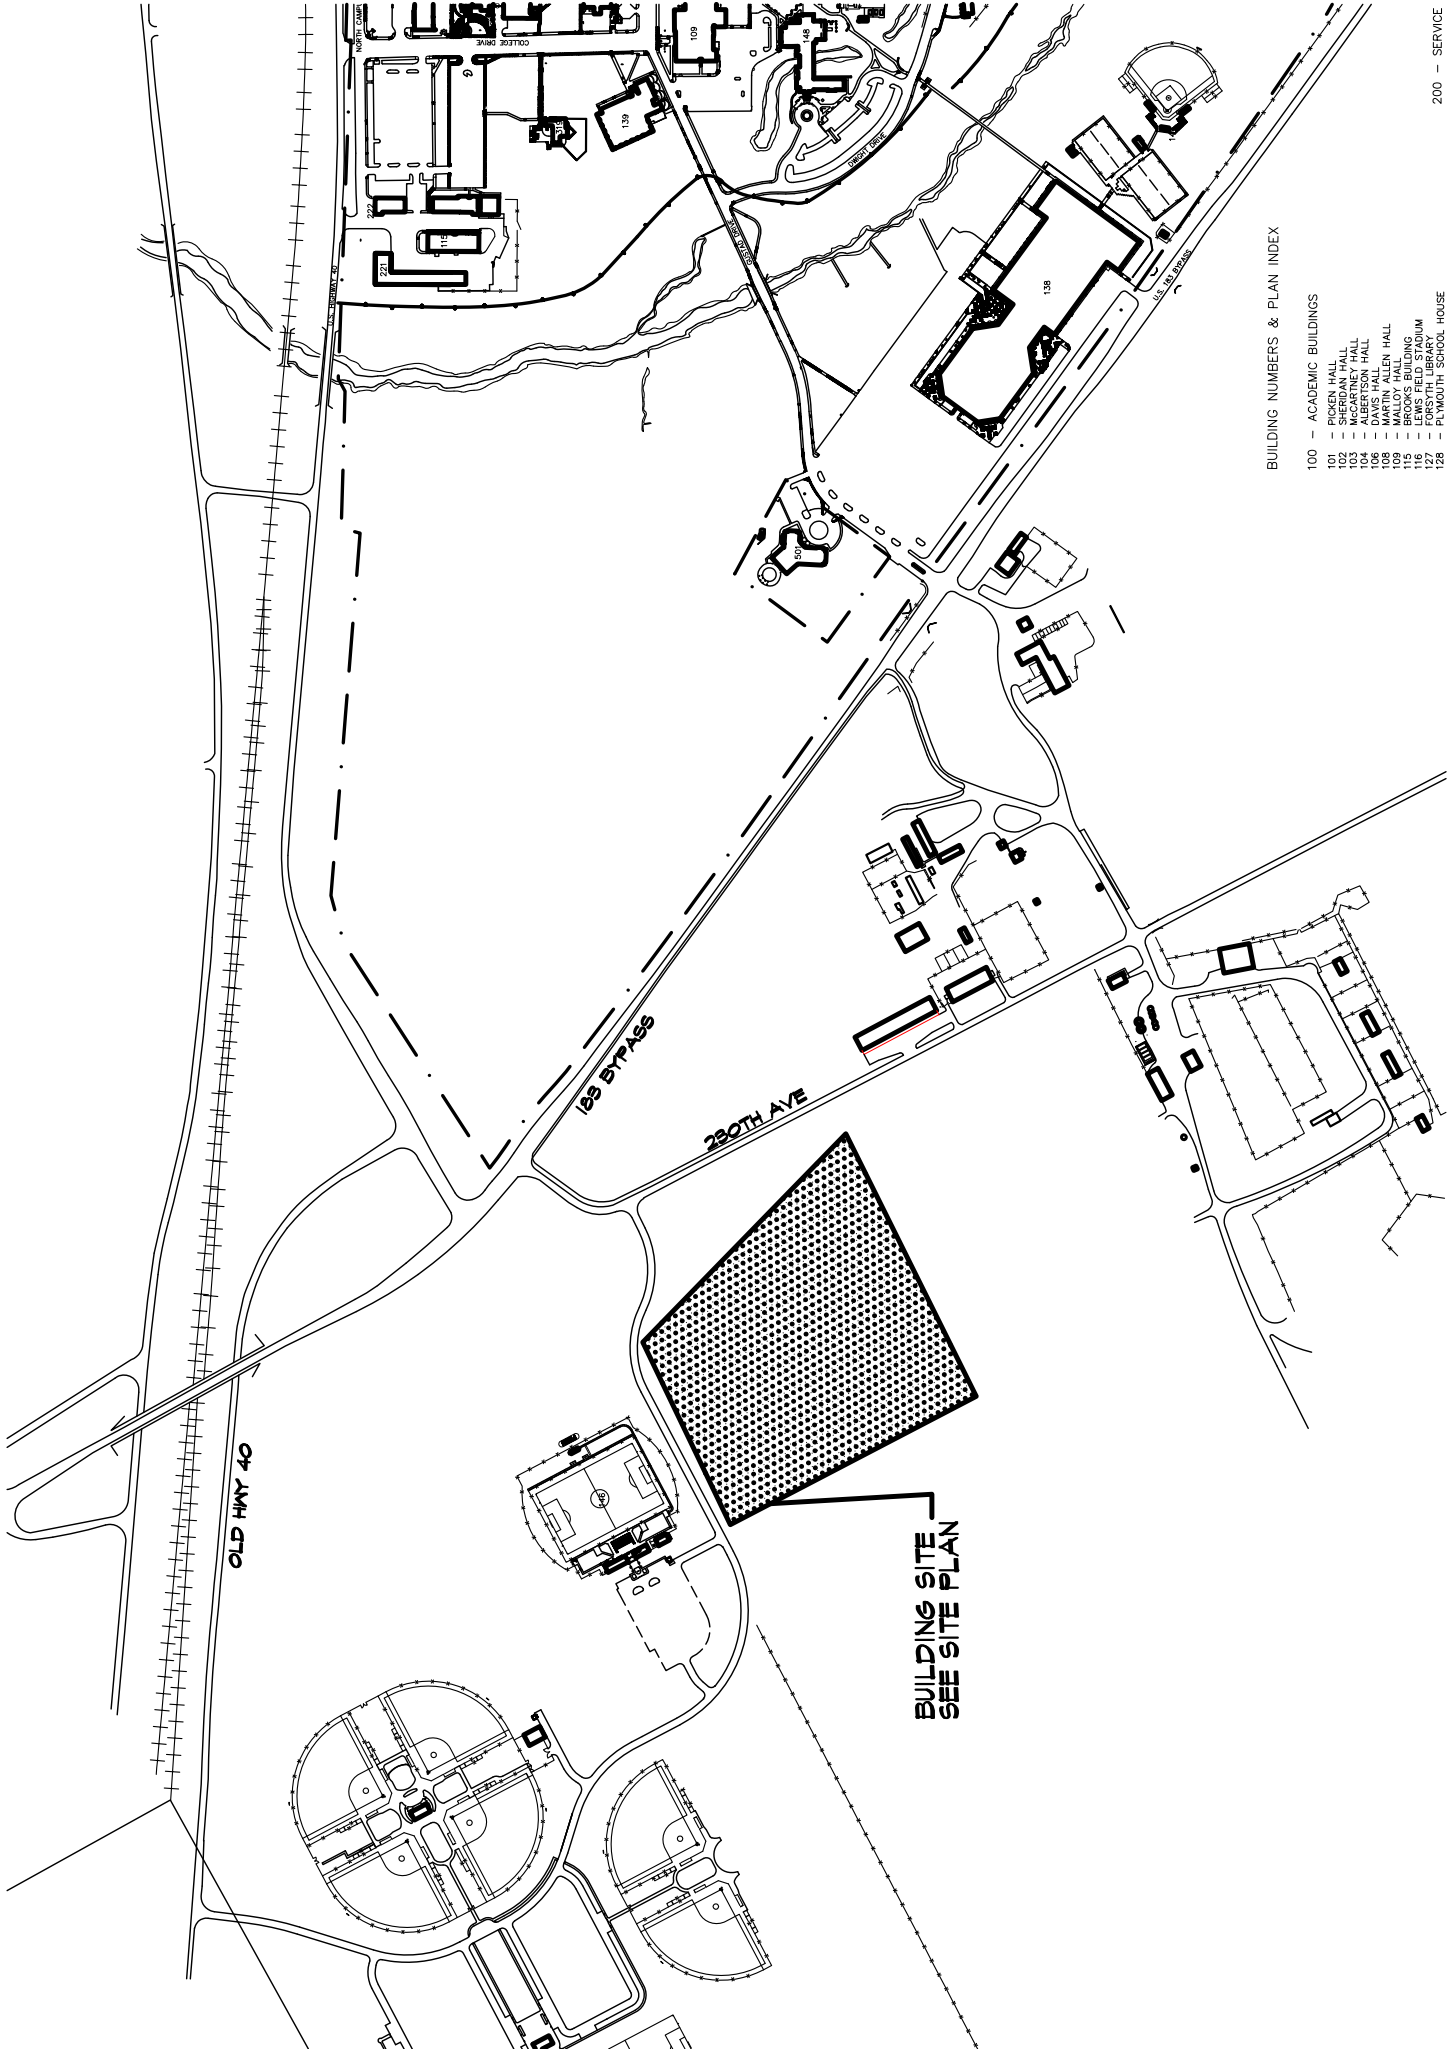 BUILDING SITE
SEE SITE PLAN
OLD HWY 40
183 BYPASS
230TH AVE
U.S. HIGHWAY 40
NORTH CAMP
COLLEGE DRIVE
GUSTAD DRIVE
DWIGHT DRIVE
U.S. 183 BYPASS
G
109
148
139
222
115
221
138
501
146
BUILDING NUMBERS & PLAN INDEX
100 – ACADEMIC BUILDINGS
101 – PICKEN HALL
102 – SHERIDAN HALL
103 – McCARTNEY HALL
104 – ALBERTSON HALL
106 – DAVIS HALL
108 – MARTIN ALLEN HALL
109 – MALLOY HALL
115 – BROOKS BUILDING
116 – LEWIS FIELD STADIUM
127 – FORSYTH LIBRARY
128 – PLYMOUTH SCHOOL HOUSE
200 – SERVICE